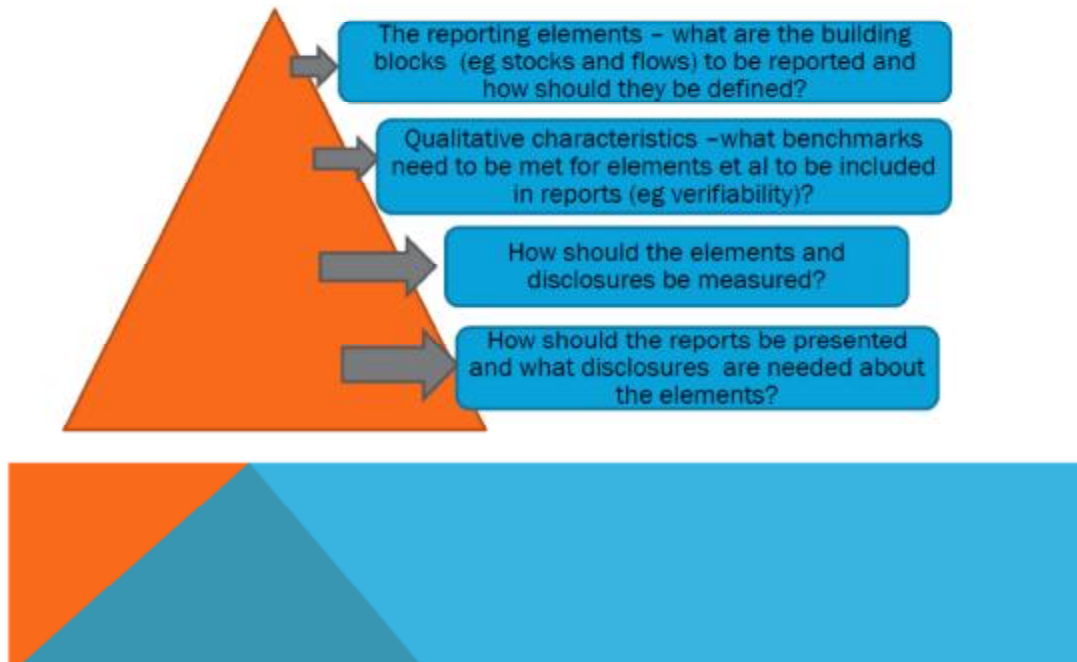 The reporting elements – what are the building
blocks (eg stocks and flows) to be reported and
how should they be defined?
Qualitative characteristics –what benchmarks
need to be met for elements et al to be included
in reports (eg verifiability)?
How should the elements and
disclosures be measured?
How should the reports be presented
and what disclosures are needed about
the elements?